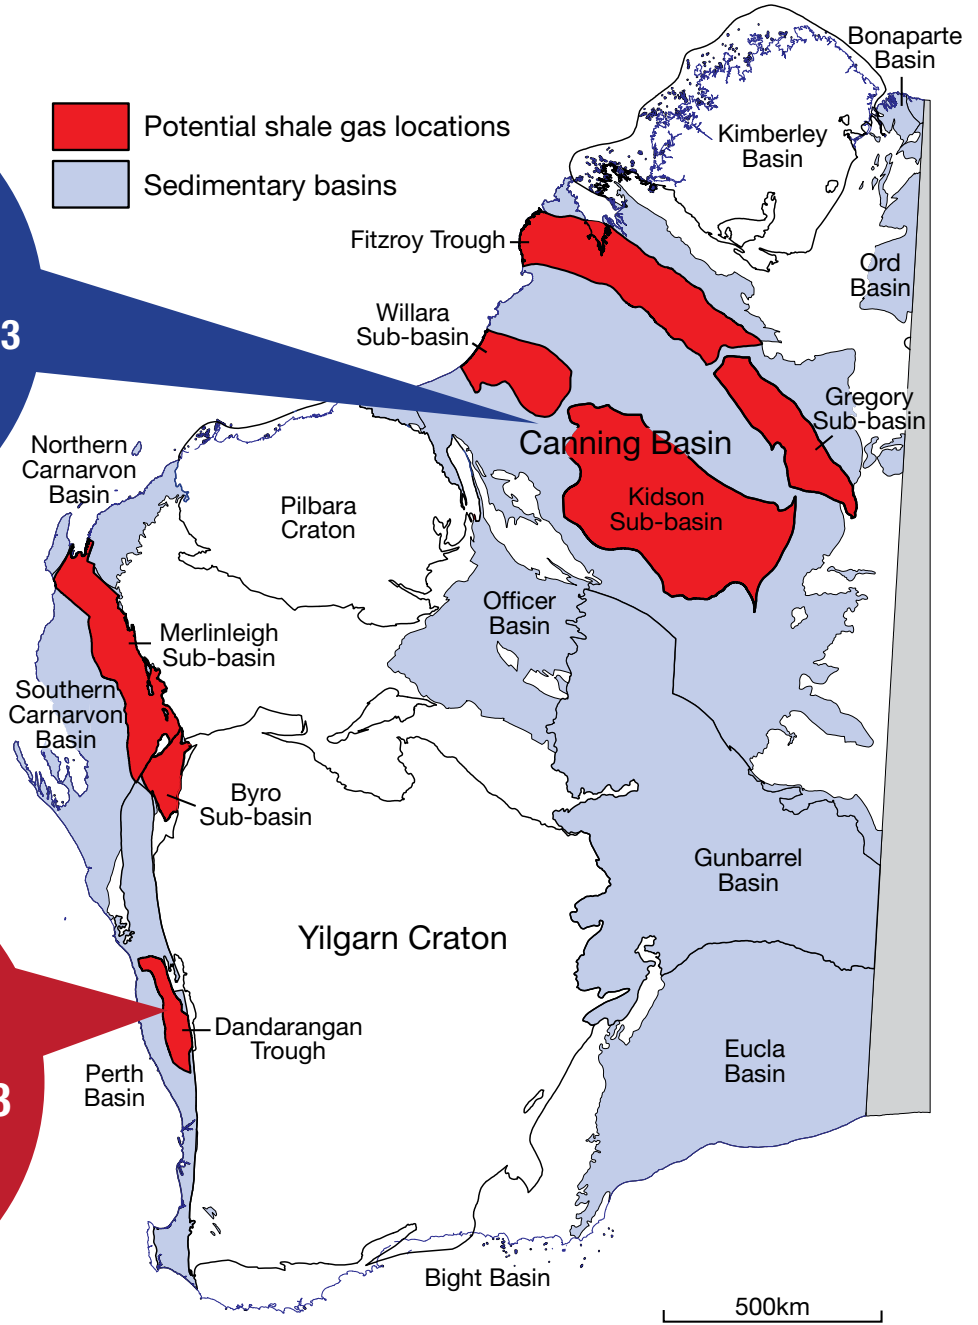 Bonaparte
Basin
Potential shale gas locations
Kimberley
Basin
Sedimentary basins
Fitzroy Trough
Ord
Basin
Willara
Sub-basin
3
Gregory
Sub-basin
Canning Basin
Northern
Carnarvon
Basin
Pilbara
Craton
Kidson
Sub-basin
Officer
Basin
Merlinleigh
Sub-basin
Southern
Carnarvon
Basin
Byro
Sub-basin
Gunbarrel
Basin
Yilgarn Craton
Dandarangan
Trough
Eucla
Basin
Perth
Basin
3
Bight Basin
500km